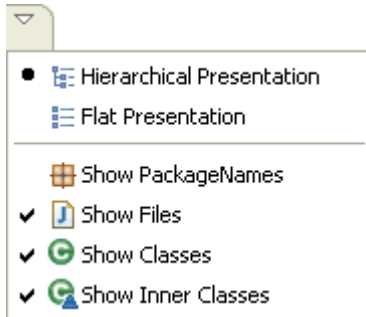 Hierarchical Presentation
Flat Presentation
Show PackageNames
Show Files
Show Classes
Show Inner Classes